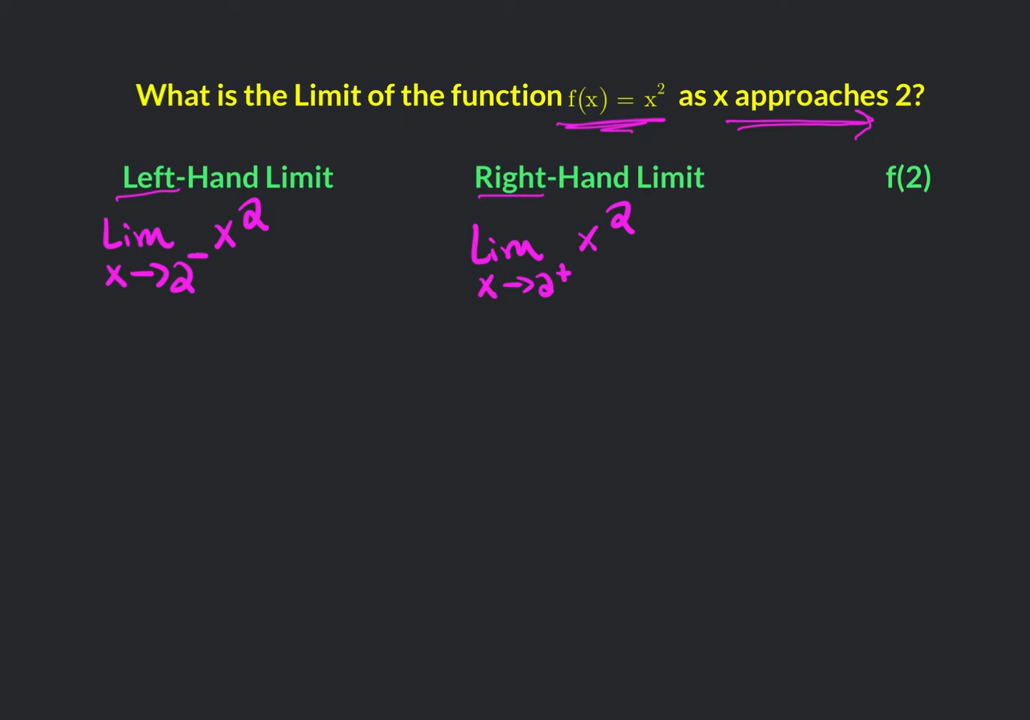 What is the Limit of the function f(x) = x² as x approaches 2?
Left-Hand Limit
Right-Hand Limit
f(2)
Lim x²
x→2⁻
Lim x²
x→2⁺